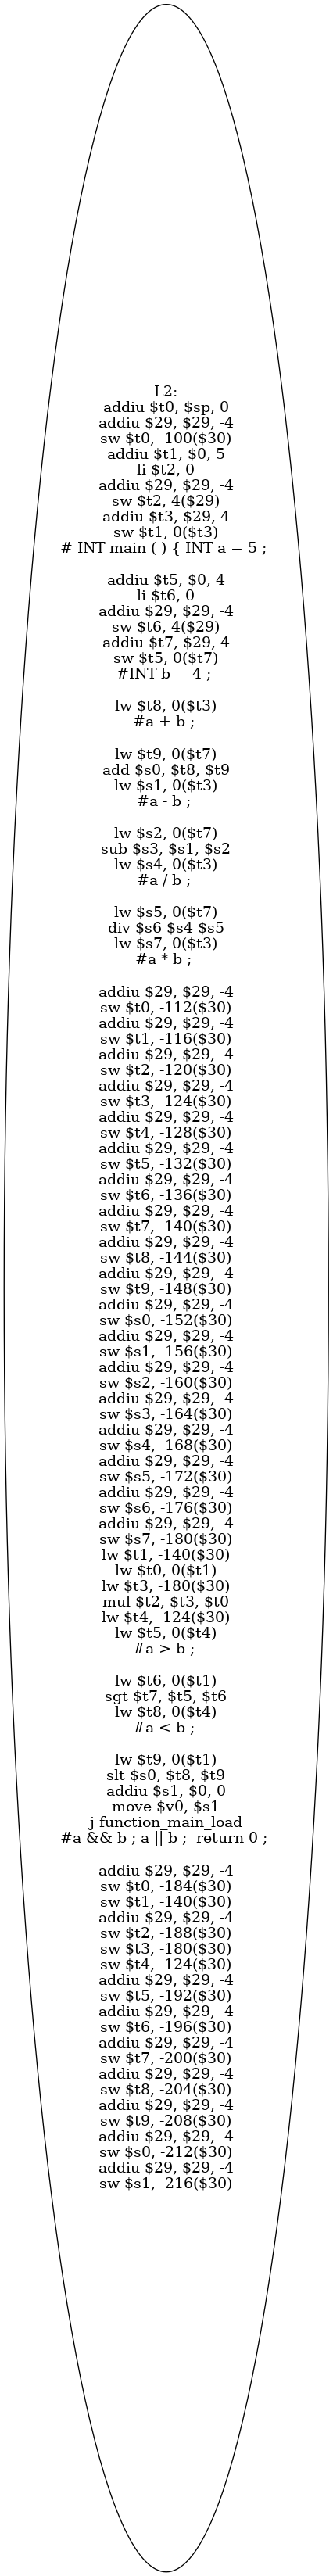 L2:
addiu $t0, $sp, 0
addiu $29, $29, -4
sw $t0, -100($30)
addiu $t1, $0, 5
li $t2, 0
addiu $29, $29, -4
sw $t2, 4($29)
addiu $t3, $29, 4
sw $t1, 0($t3)
# INT main ( ) { INT a = 5 ;
addiu $t5, $0, 4
li $t6, 0
addiu $29, $29, -4
sw $t6, 4($29)
addiu $t7, $29, 4
sw $t5, 0($t7)
#INT b = 4 ;
lw $t8, 0($t3)
#a + b ;
lw $t9, 0($t7)
add $s0, $t8, $t9
lw $s1, 0($t3)
#a - b ;
lw $s2, 0($t7)
sub $s3, $s1, $s2
lw $s4, 0($t3)
#a / b ;
lw $s5, 0($t7)
div $s6 $s4 $s5
lw $s7, 0($t3)
#a * b ;
addiu $29, $29, -4
sw $t0, -112($30)
addiu $29, $29, -4
sw $t1, -116($30)
addiu $29, $29, -4
sw $t2, -120($30)
addiu $29, $29, -4
sw $t3, -124($30)
addiu $29, $29, -4
sw $t4, -128($30)
addiu $29, $29, -4
sw $t5, -132($30)
addiu $29, $29, -4
sw $t6, -136($30)
addiu $29, $29, -4
sw $t7, -140($30)
addiu $29, $29, -4
sw $t8, -144($30)
addiu $29, $29, -4
sw $t9, -148($30)
addiu $29, $29, -4
sw $s0, -152($30)
addiu $29, $29, -4
sw $s1, -156($30)
addiu $29, $29, -4
sw $s2, -160($30)
addiu $29, $29, -4
sw $s3, -164($30)
addiu $29, $29, -4
sw $s4, -168($30)
addiu $29, $29, -4
sw $s5, -172($30)
addiu $29, $29, -4
sw $s6, -176($30)
addiu $29, $29, -4
sw $s7, -180($30)
lw $t1, -140($30)
lw $t0, 0($t1)
lw $t3, -180($30)
mul $t2, $t3, $t0
lw $t4, -124($30)
lw $t5, 0($t4)
#a > b ;
lw $t6, 0($t1)
sgt $t7, $t5, $t6
lw $t8, 0($t4)
#a < b ;
lw $t9, 0($t1)
slt $s0, $t8, $t9
addiu $s1, $0, 0
move $v0, $s1
j function_main_load
#a && b ; a || b ;  return 0 ;
addiu $29, $29, -4
sw $t0, -184($30)
sw $t1, -140($30)
addiu $29, $29, -4
sw $t2, -188($30)
sw $t3, -180($30)
sw $t4, -124($30)
addiu $29, $29, -4
sw $t5, -192($30)
addiu $29, $29, -4
sw $t6, -196($30)
addiu $29, $29, -4
sw $t7, -200($30)
addiu $29, $29, -4
sw $t8, -204($30)
addiu $29, $29, -4
sw $t9, -208($30)
addiu $29, $29, -4
sw $s0, -212($30)
addiu $29, $29, -4
sw $s1, -216($30)